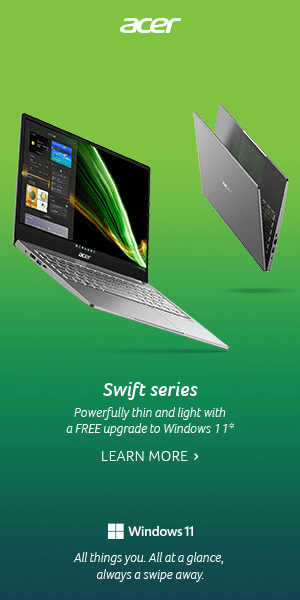 acer
acer
Swift series
Powerfully thin and light with
a FREE upgrade to Windows 11*
LEARN MORE >
Windows 11
All things you. All at a glance,
always a swipe away.